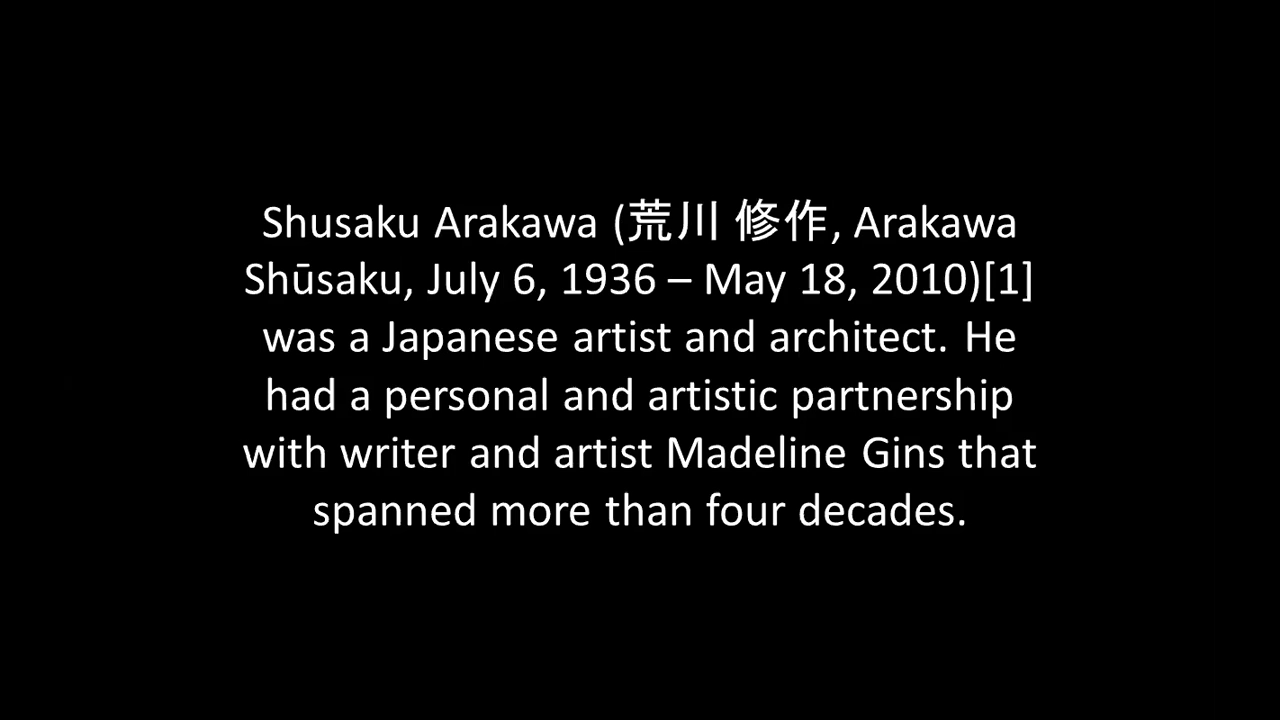 Shusaku Arakawa (荒川 修作, Arakawa
Shūsaku, July 6, 1936 – May 18, 2010)[1]
was a Japanese artist and architect. He
had a personal and artistic partnership
with writer and artist Madeline Gins that
spanned more than four decades.